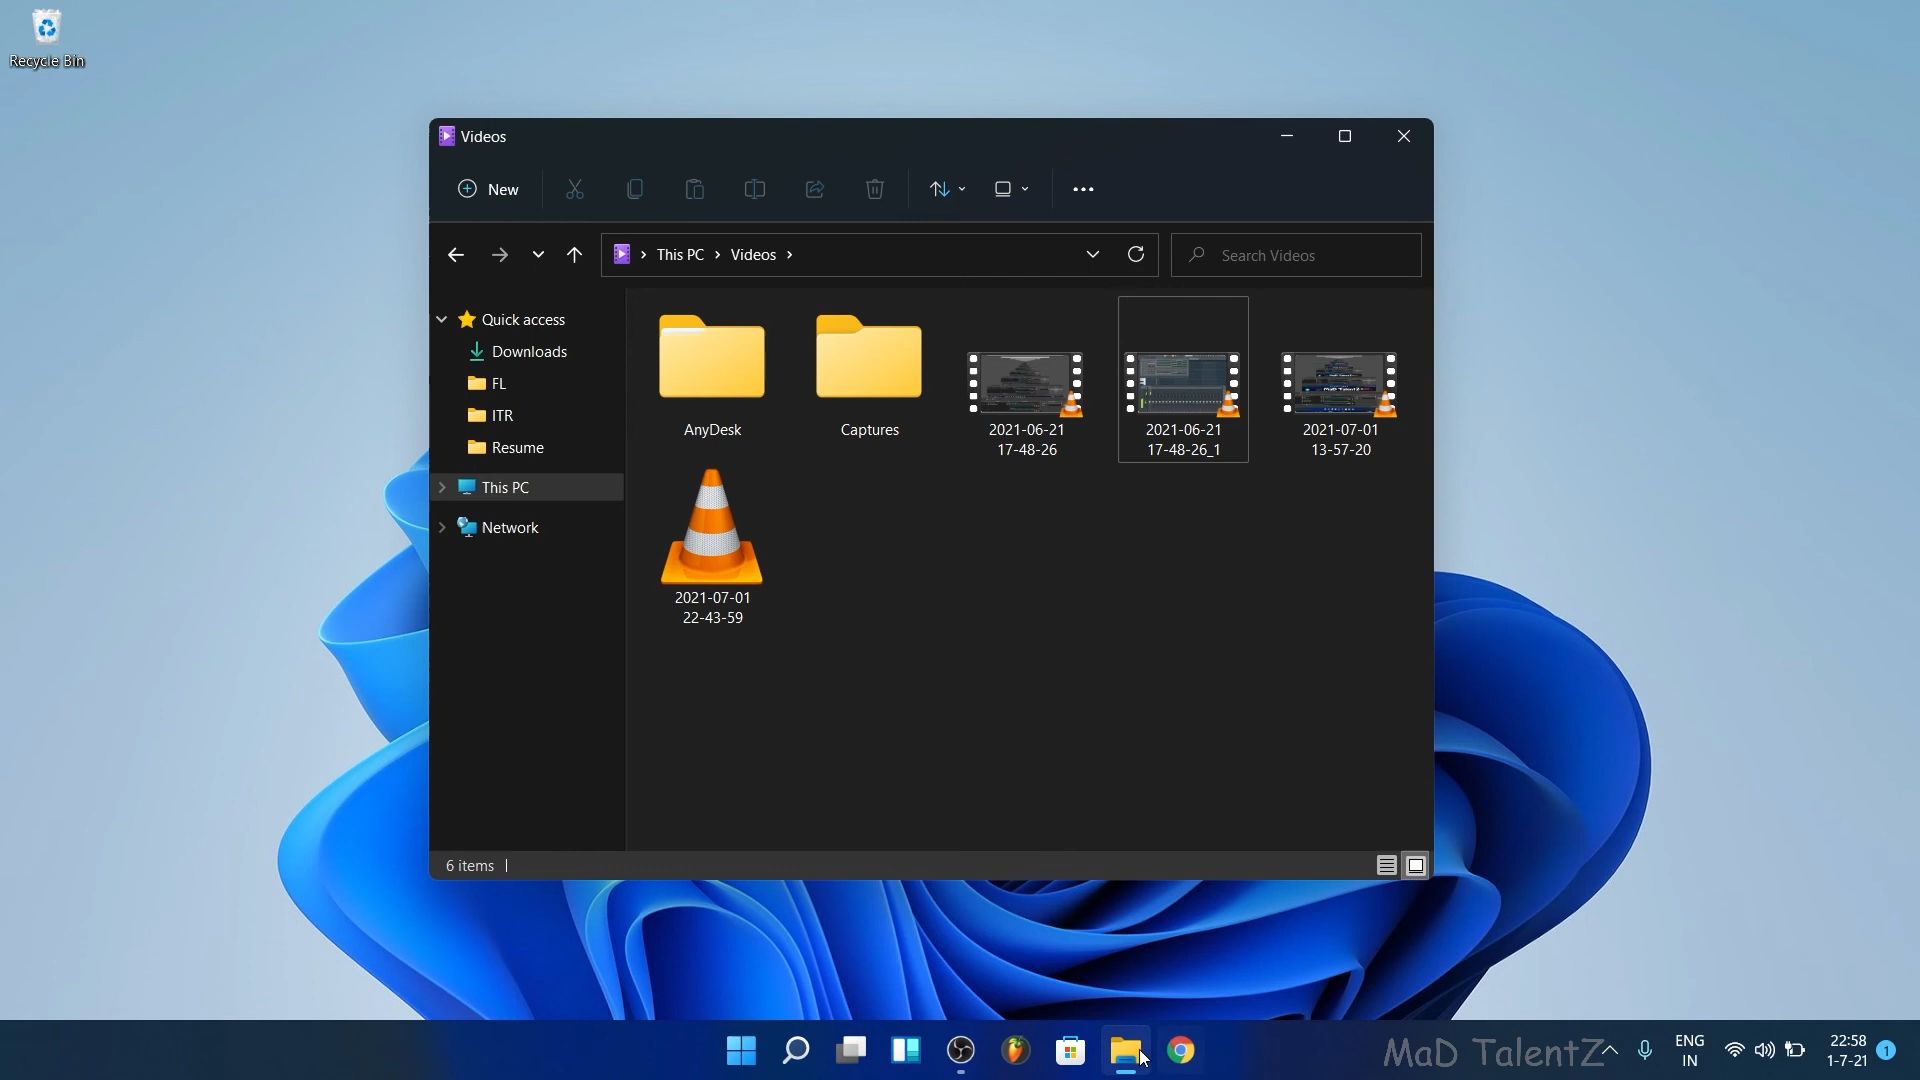 Recycle Bin
Videos
New
This PC
Videos
Search Videos
Quick access
Downloads
FL
ITR
Resume
This PC
Network
AnyDesk
Captures
2021-06-21
17-48-26
2021-06-21
17-48-26_1
2021-07-01
13-57-20
2021-07-01
22-43-59
6 items
MaD TalentZ
ENG
IN
22:58
1-7-21
1